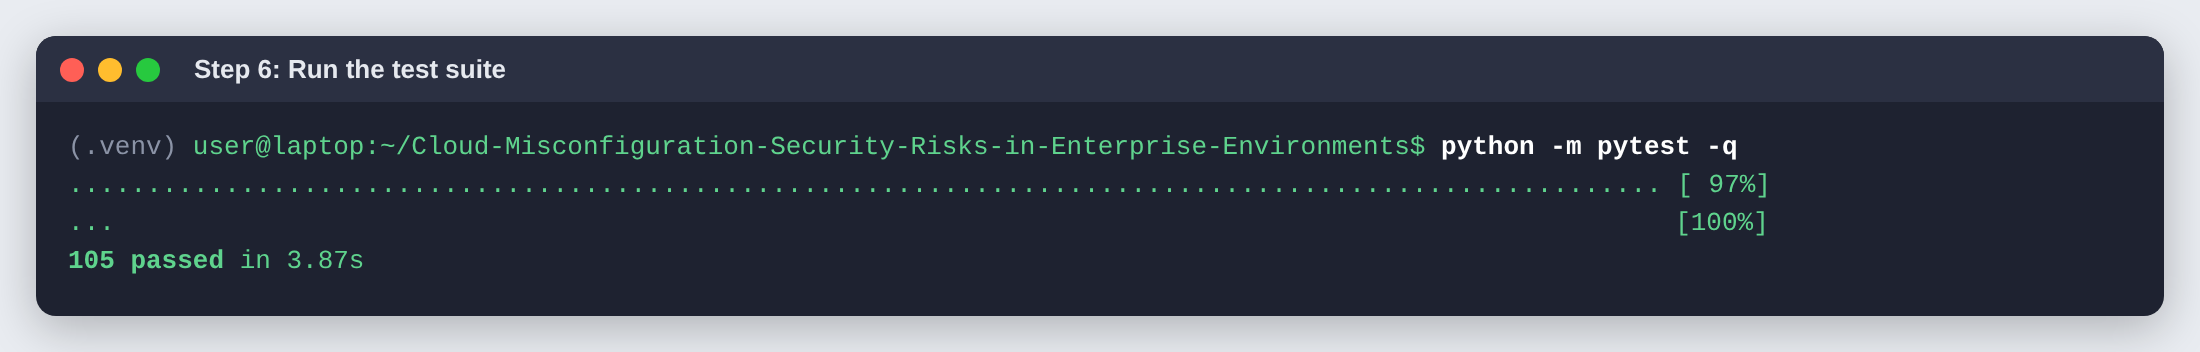 Step 6: Run the test suite
(.venv) user@laptop:~/Cloud-Misconfiguration-Security-Risks-in-Enterprise-Environments$ python -m pytest -q
...................................................................................................... [ 97%]
... [100%]
105 passed in 3.87s